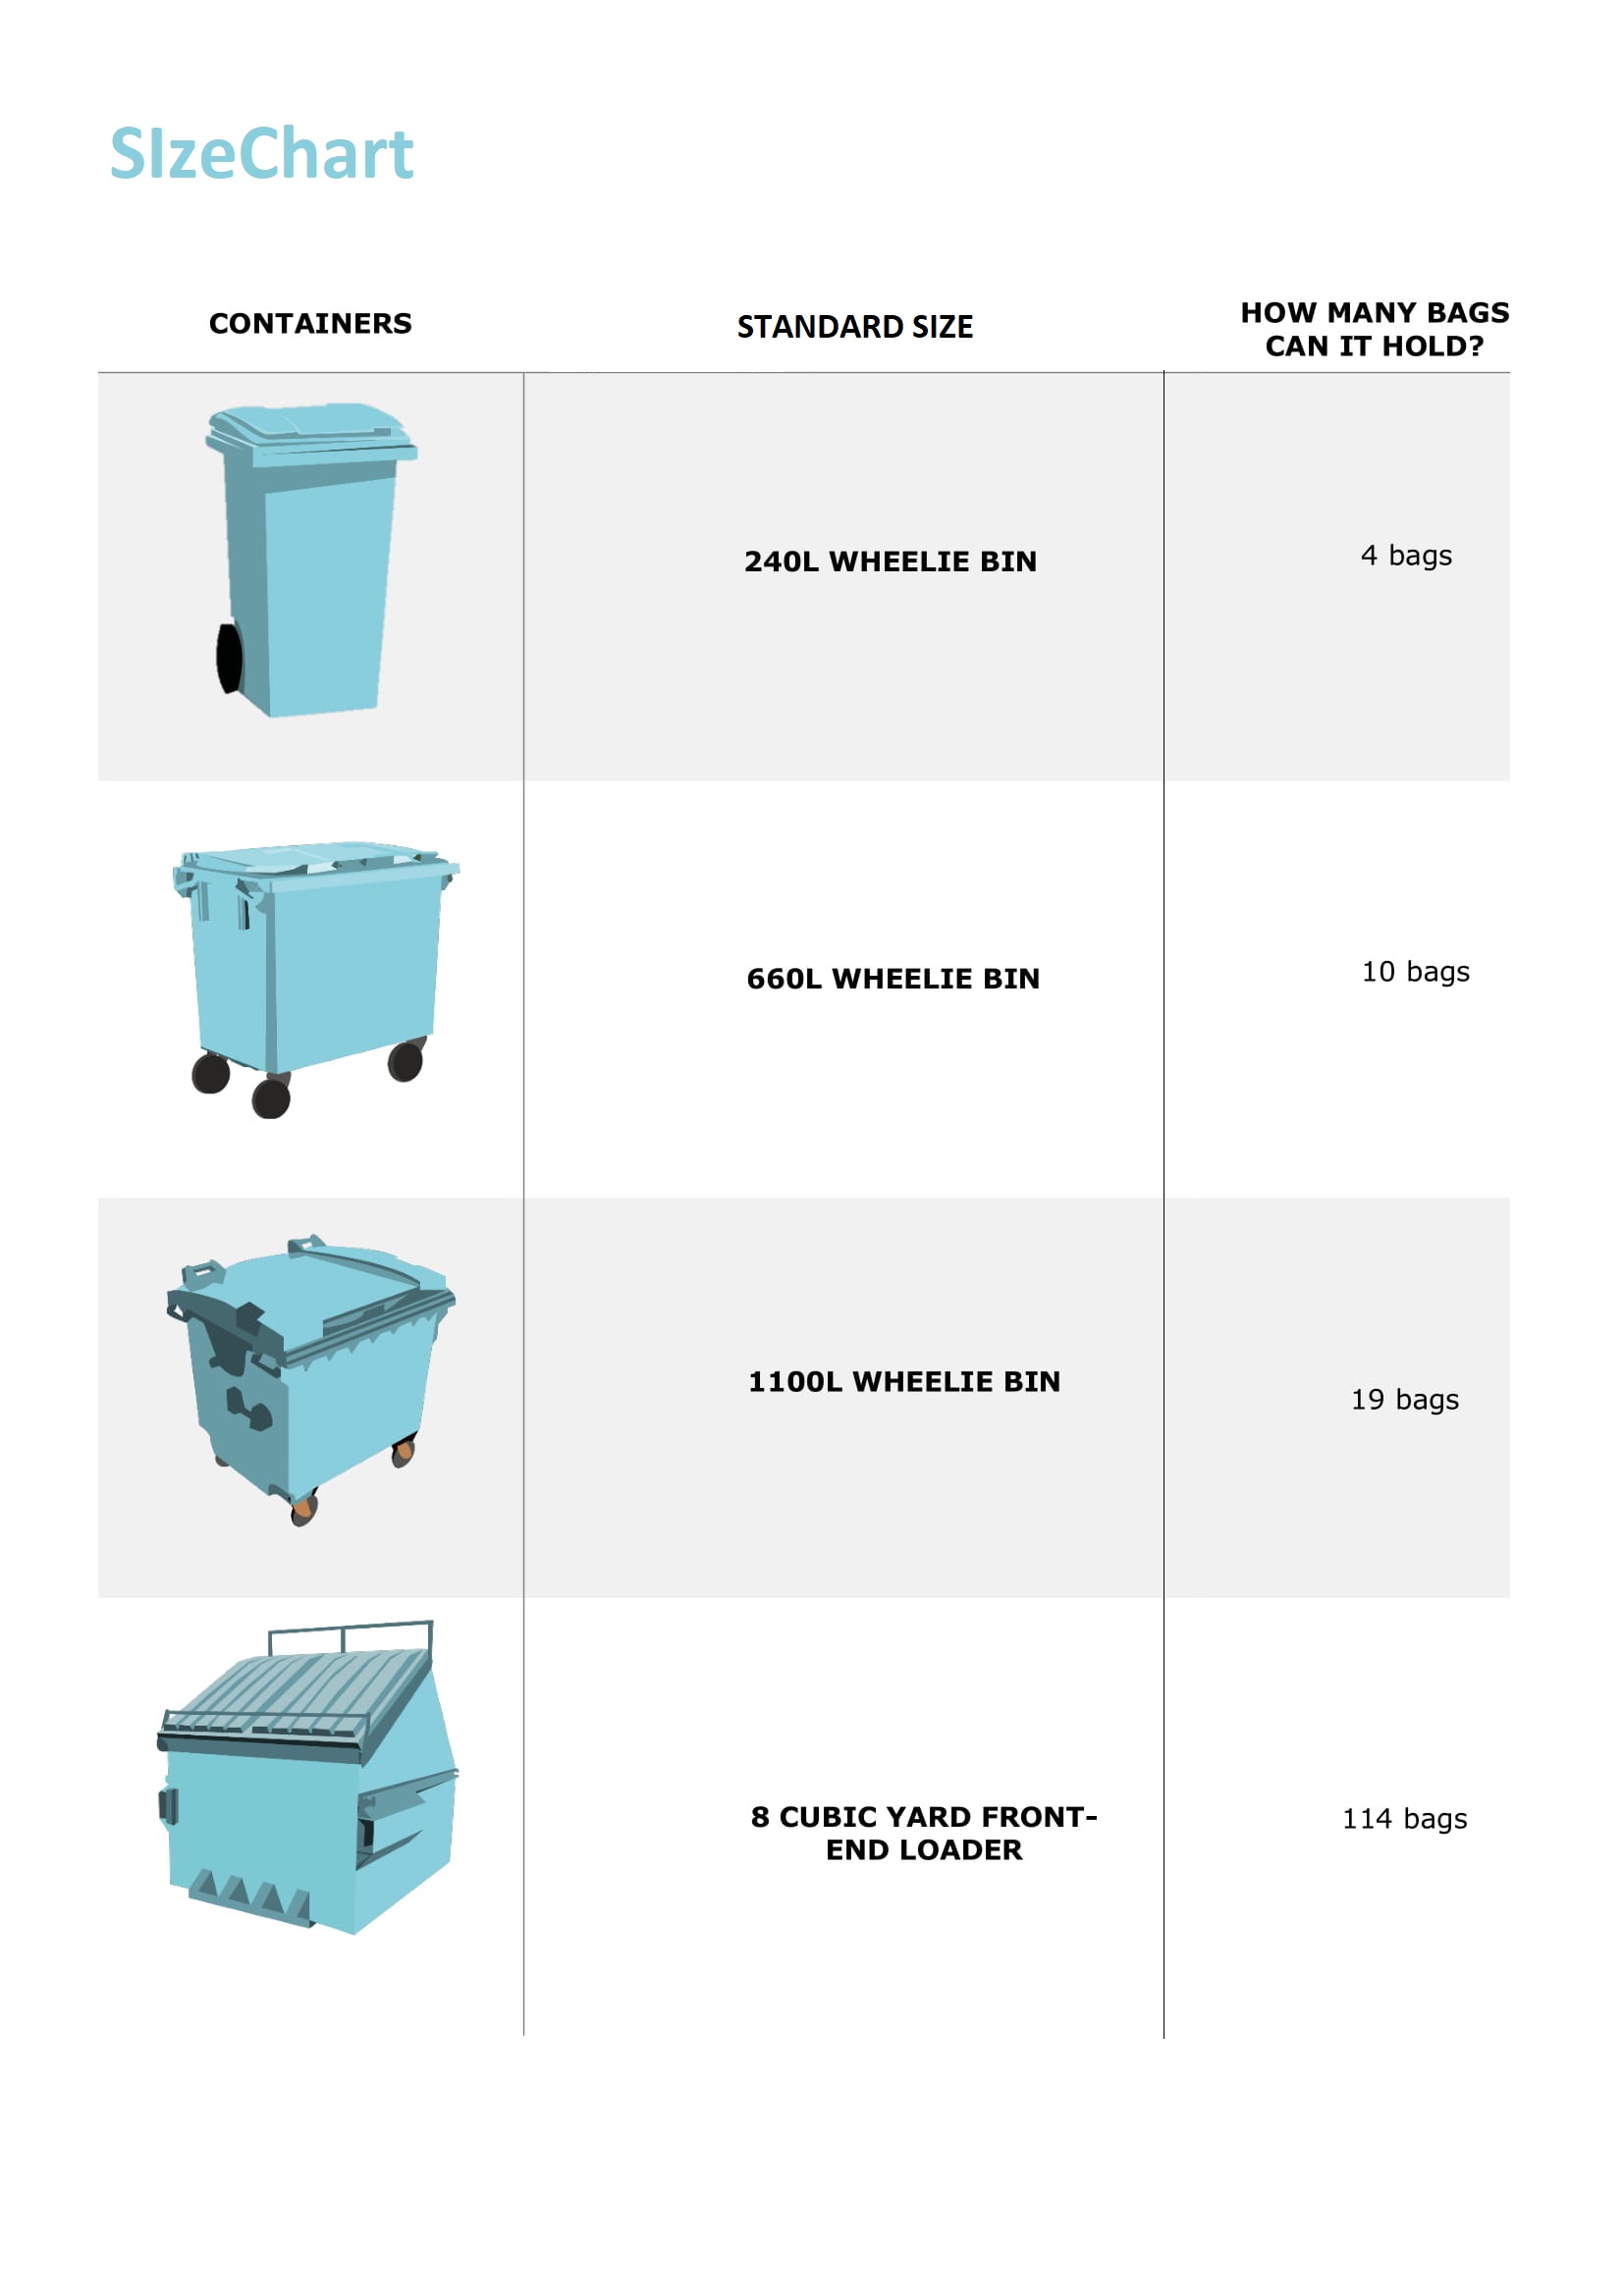 SIzeChart
CONTAINERS
STANDARD SIZE
HOW MANY BAGS
CAN IT HOLD?
240L WHEELIE BIN
4 bags
660L WHEELIE BIN
10 bags
1100L WHEELIE BIN
19 bags
8 CUBIC YARD FRONT-
END LOADER
114 bags